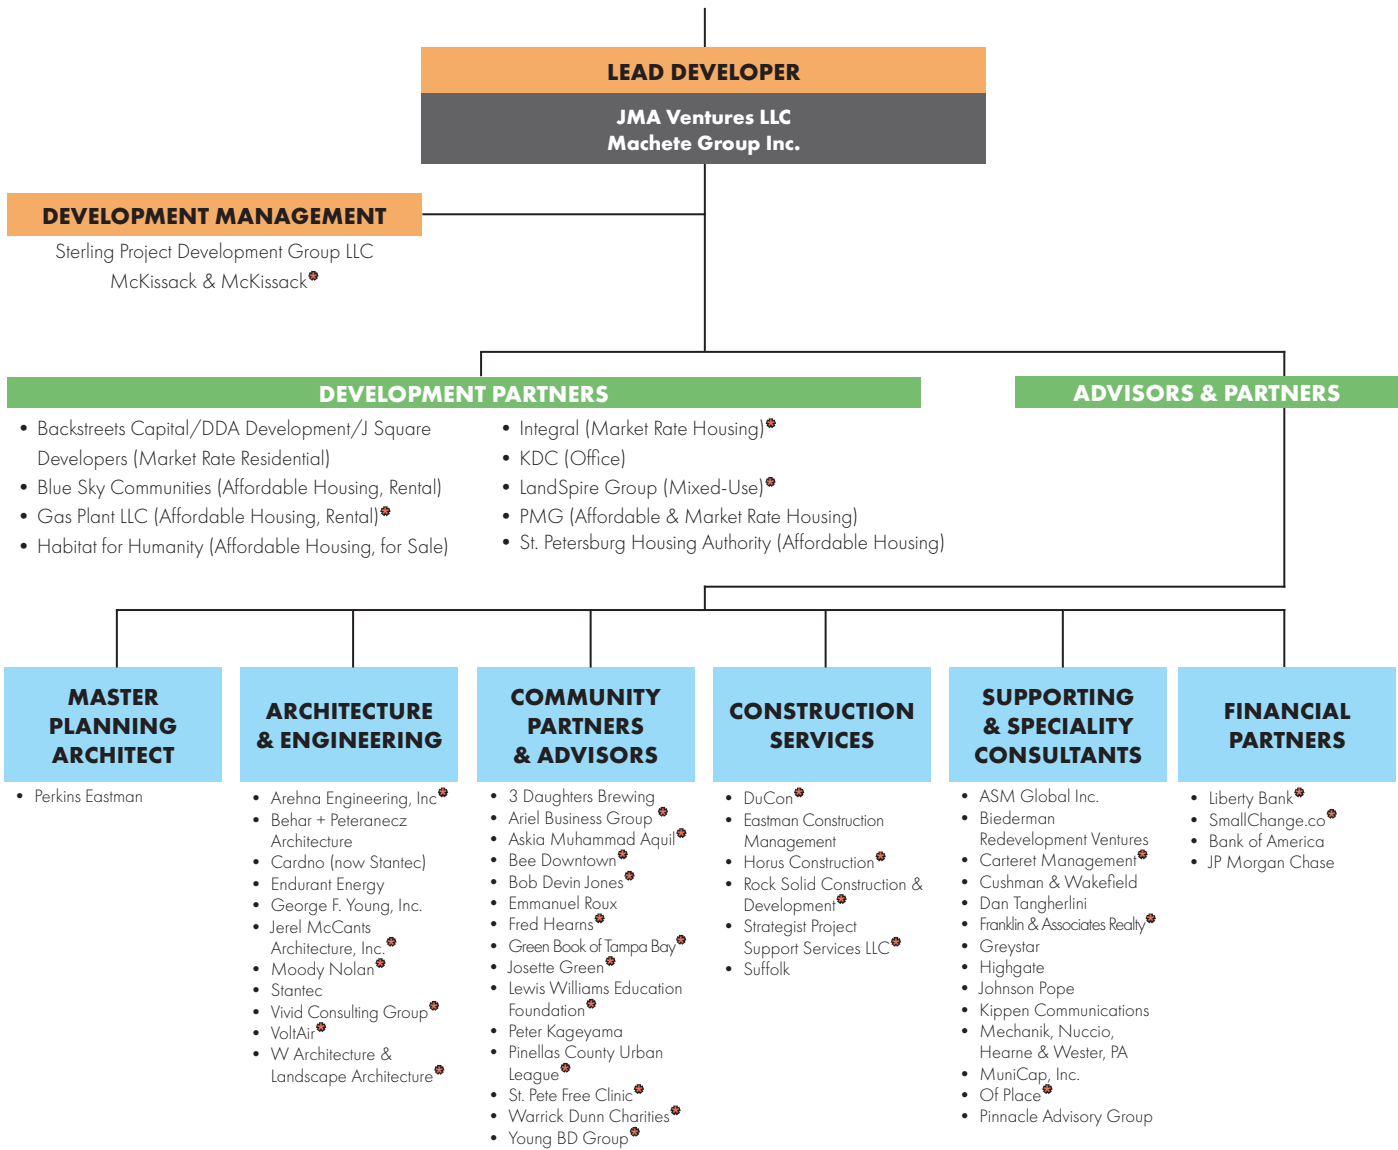 LEAD DEVELOPER
JMA Ventures LLC
Machete Group Inc.
DEVELOPMENT MANAGEMENT
Sterling Project Development Group LLC
McKissack & McKissack
DEVELOPMENT PARTNERS
• Backstreets Capital/DDA Development/J Square
Developers (Market Rate Residential)
• Blue Sky Communities (Affordable Housing, Rental)
• Gas Plant LLC (Affordable Housing, Rental)
• Habitat for Humanity (Affordable Housing, for Sale)
• Integral (Market Rate Housing)
• KDC (Office)
• LandSpire Group (Mixed-Use)
• PMG (Affordable & Market Rate Housing)
• St. Petersburg Housing Authority (Affordable Housing)
ADVISORS & PARTNERS
MASTER
PLANNING
ARCHITECT
• Perkins Eastman
ARCHITECTURE
& ENGINEERING
• Arehna Engineering, Inc
• Behar + Peteranecz
Architecture
• Cardno (now Stantec)
• Endurant Energy
• George F. Young, Inc.
• Jerel McCants
Architecture, Inc.
• Moody Nolan
• Stantec
• Vivid Consulting Group
• VoltAir
• W Architecture &
Landscape Architecture
COMMUNITY
PARTNERS
& ADVISORS
• 3 Daughters Brewing
• Ariel Business Group
• Askia Muhammad Aquil
• Bee Downtown
• Bob Devin Jones
• Emmanuel Roux
• Fred Hearns
• Green Book of Tampa Bay
• Josette Green
• Lewis Williams Education
Foundation
• Peter Kageyama
• Pinellas County Urban
League
• St. Pete Free Clinic
• Warrick Dunn Charities
• Young BD Group
CONSTRUCTION
SERVICES
• DuCon
• Eastman Construction
Management
• Horus Construction
• Rock Solid Construction &
Development
• Strategist Project
Support Services LLC
• Suffolk
SUPPORTING
& SPECIALITY
CONSULTANTS
• ASM Global Inc.
• Biederman
Redevelopment Ventures
• Carteret Management
• Cushman & Wakefield
• Dan Tangherlini
• Franklin & Associates Realty
• Greystar
• Highgate
• Johnson Pope
• Kippen Communications
• Mechanik, Nuccio,
Hearne & Wester, PA
• MuniCap, Inc.
• Of Place
• Pinnacle Advisory Group
FINANCIAL
PARTNERS
• Liberty Bank
• SmallChange.co
• Bank of America
• JP Morgan Chase